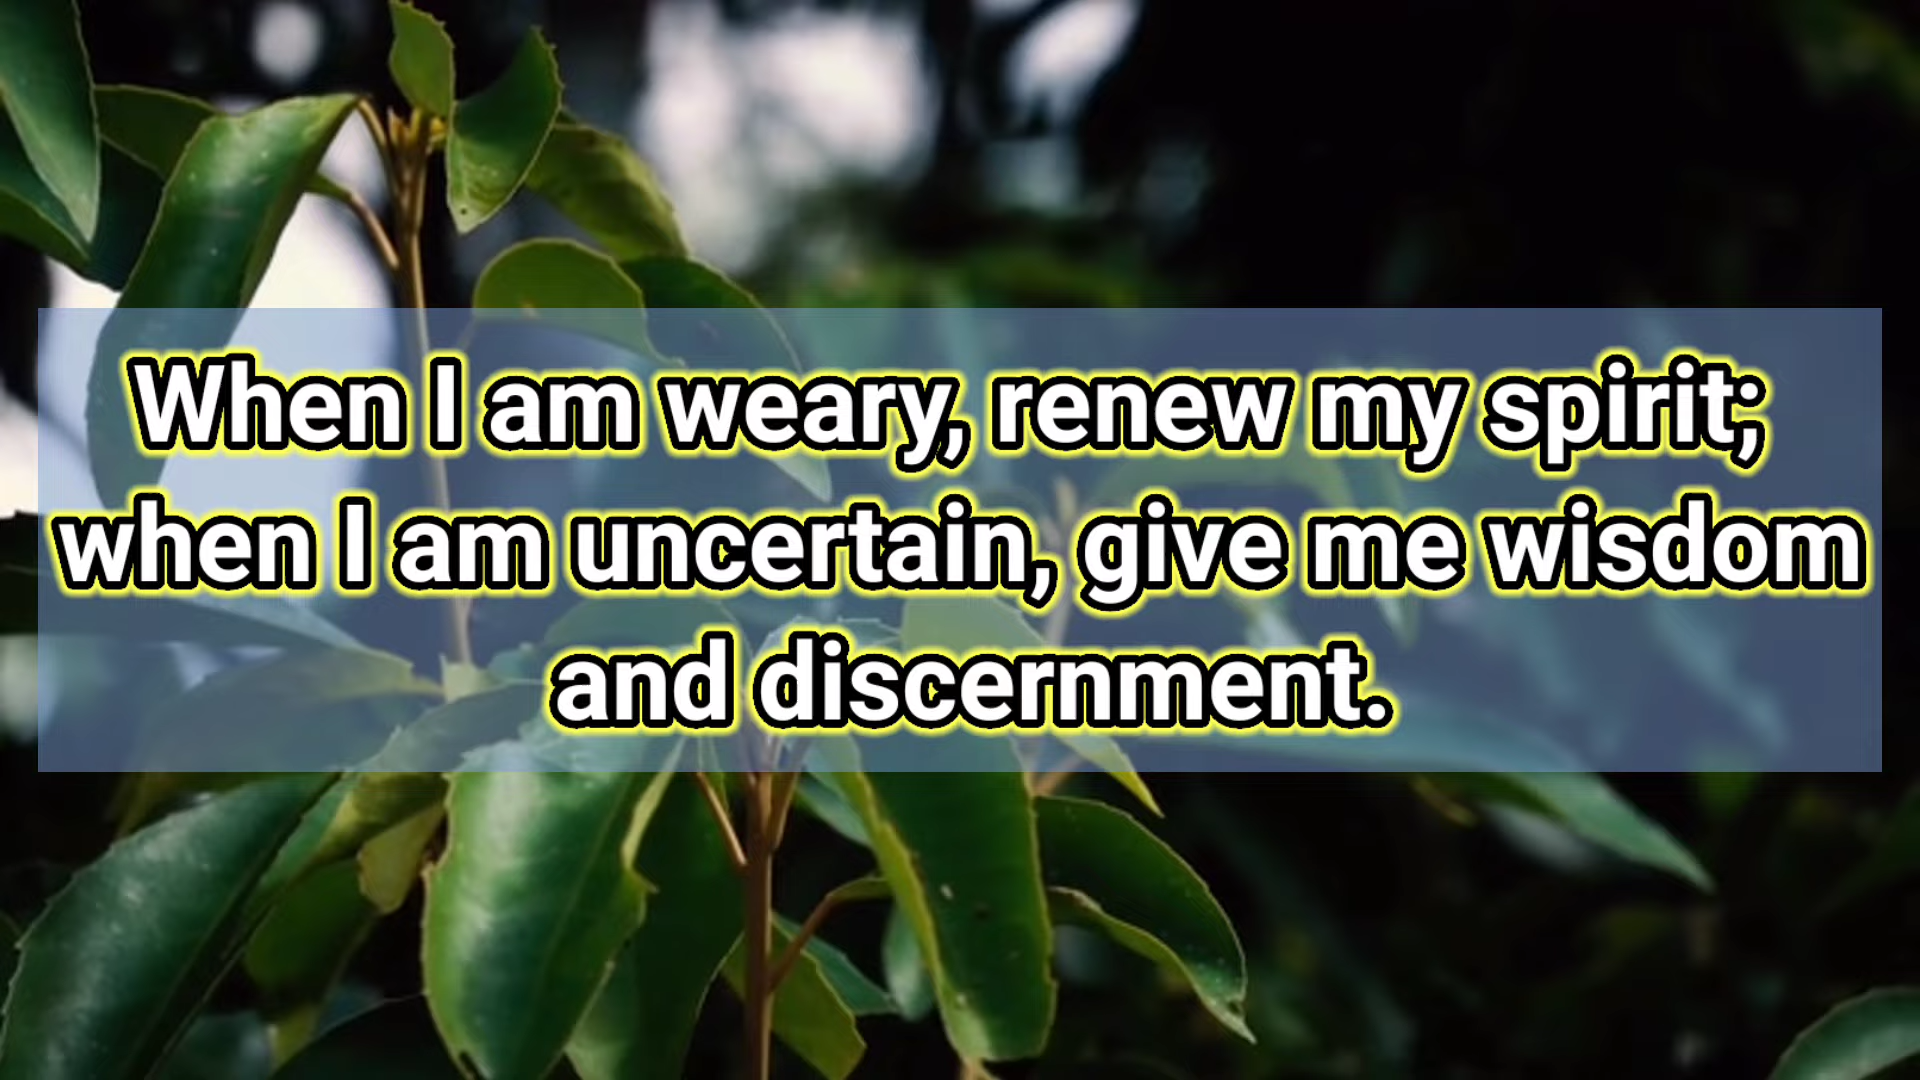 When I am weary, renew my spirit;
when I am uncertain, give me wisdom
and discernment.